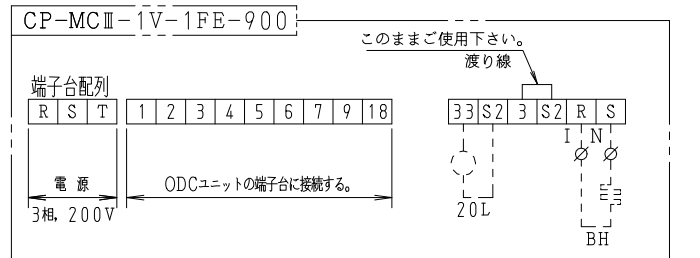 CP-MCⅢ-1V-1FE-900
このままご使用下さい。
渡り線
端子台配列
R S T 1 2 3 4 5 6 7 9 18 33 S2 3 S2 R S
I N
電源 ODCユニットの端子台に接続する。
3相, 200V
20L
BH